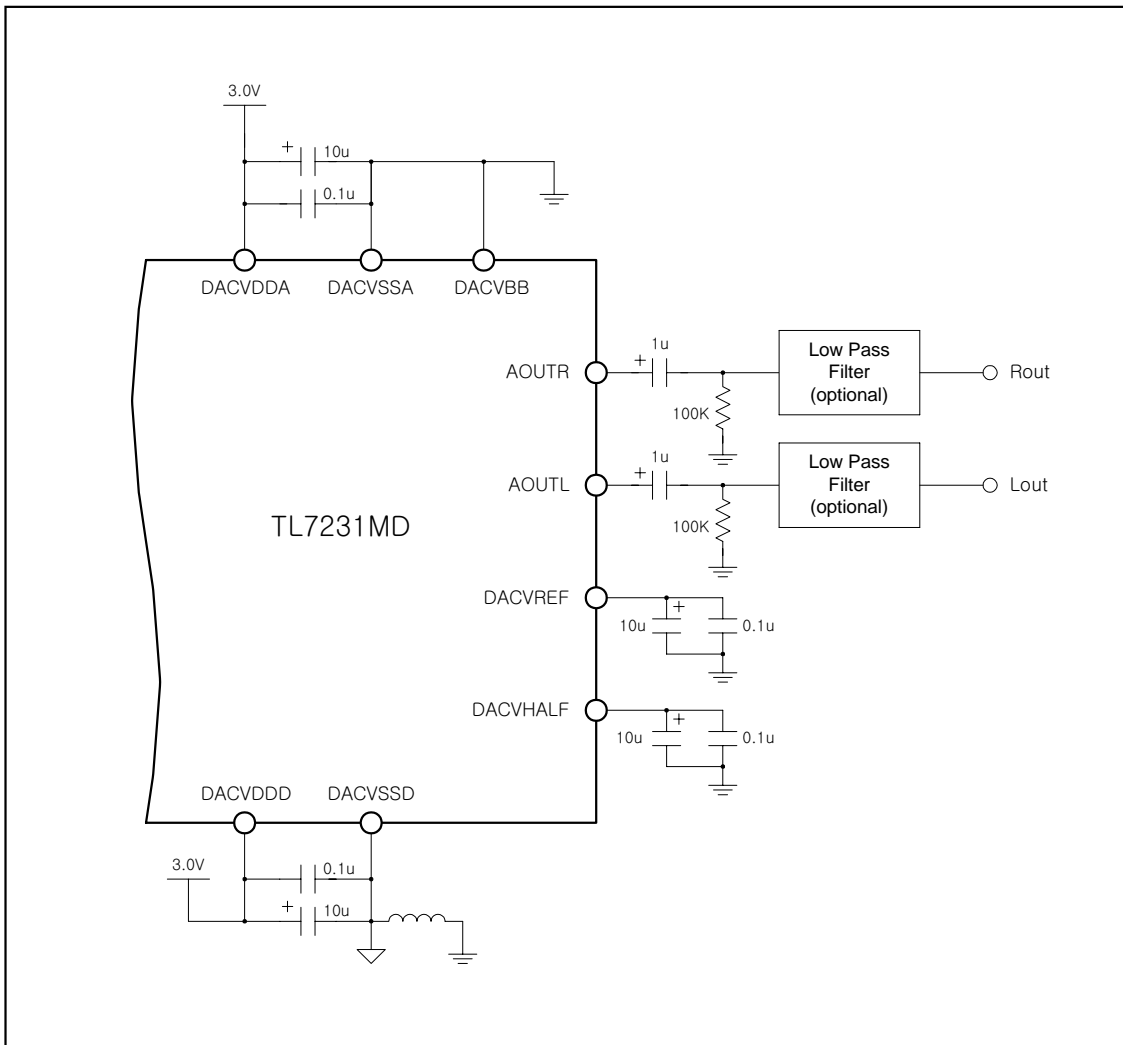 3.0V
+ 10u
0.1u
DACVDDA DACVSSA DACVBB
AOUTR
+ 1u
100K
Low Pass
Filter
(optional)
Rout
AOUTL
+ 1u
100K
Low Pass
Filter
(optional)
Lout
TL7231MD
DACVREF
+
10u 0.1u
DACVHALF
+
10u 0.1u
DACVDDD DACVSSD
3.0V
0.1u
+ 10u